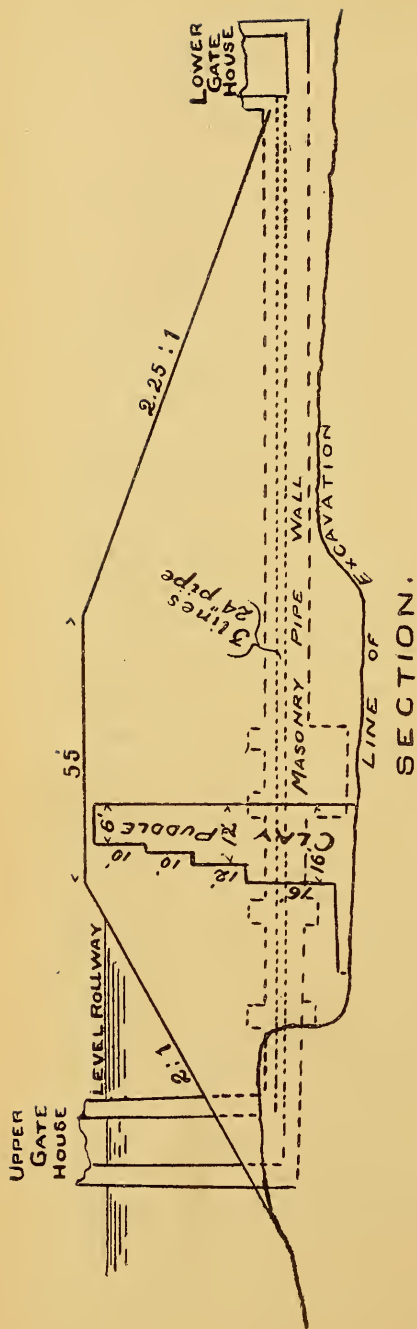 UPPER
GATE
HOUSE
LEVEL ROLLWAY
2:1
55'
2.25:1
LOWER
GATE
HOUSE
6'
10'
10'
12'
12'
16'
16'
CLAY PUDDLE
3 lines
24" pipe
MASONRY PIPE WALL
LINE OF EXCAVATION
SECTION.